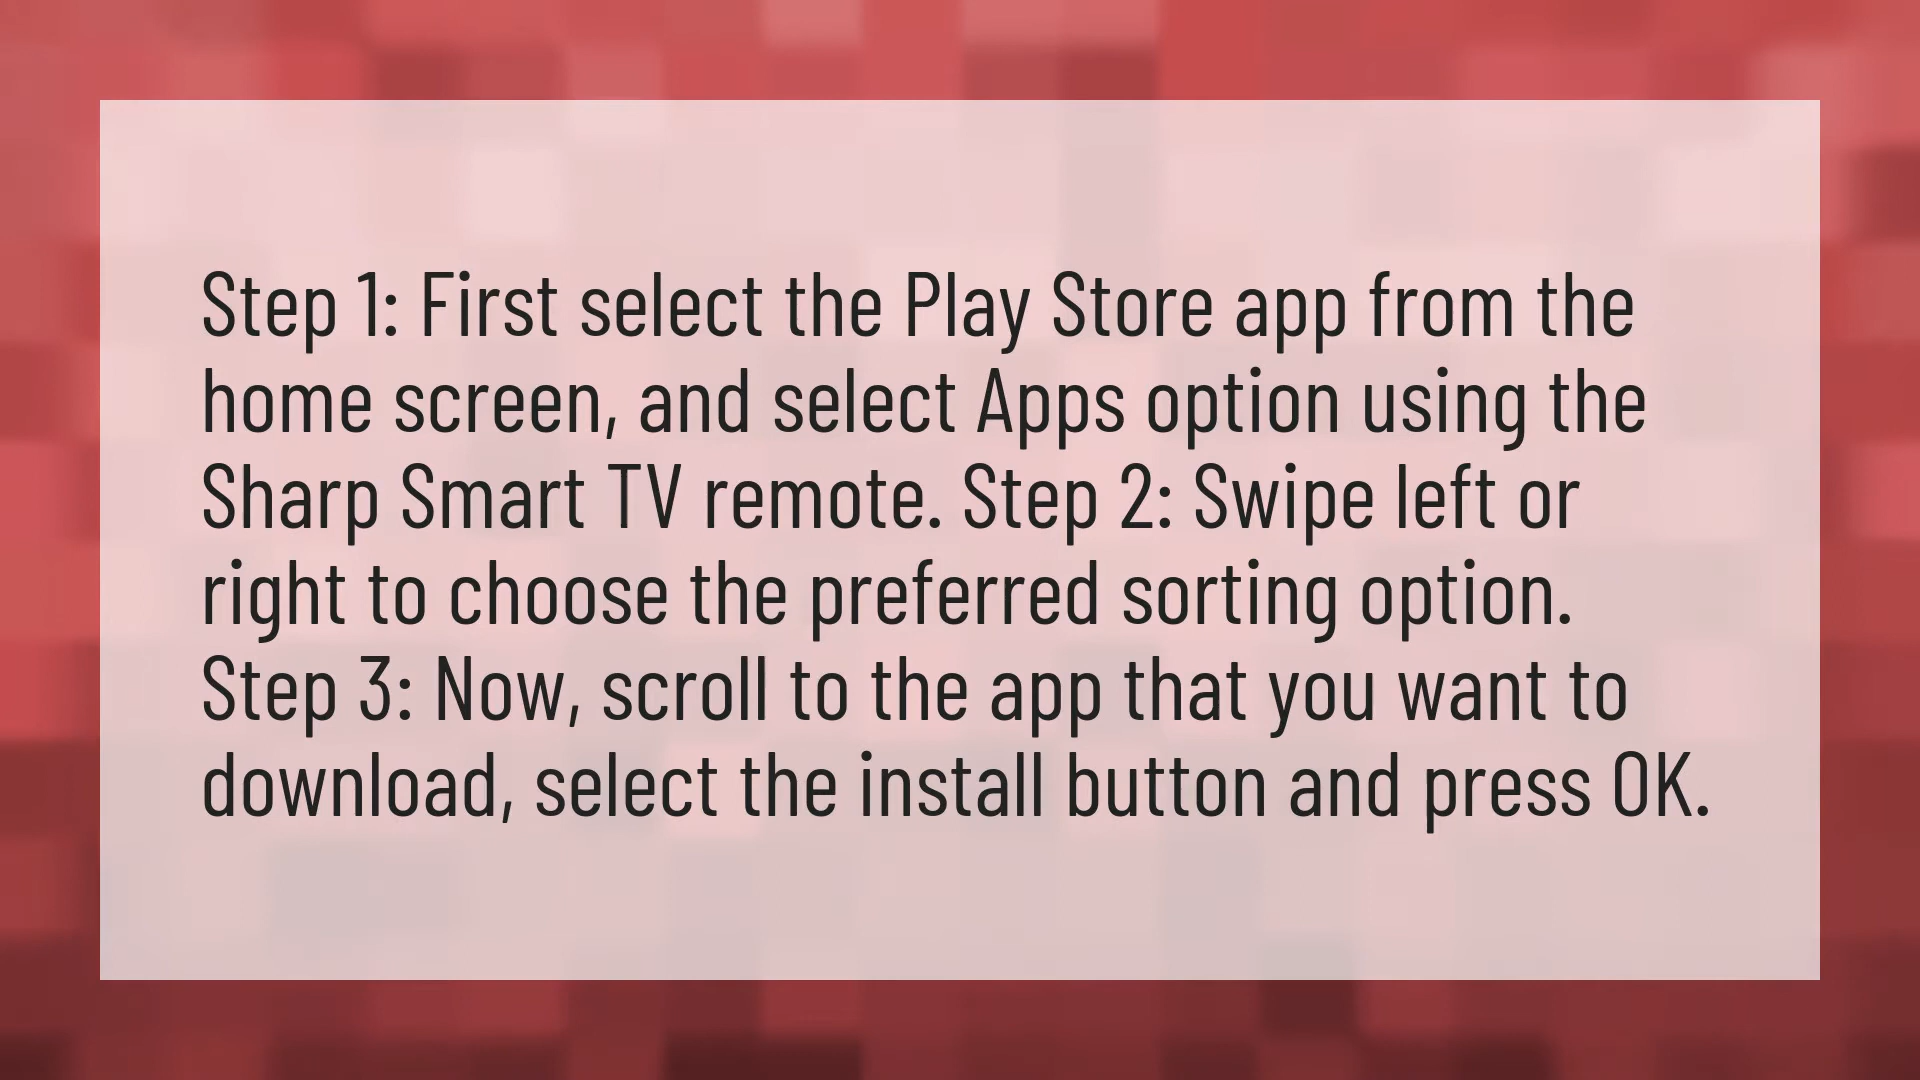 Step 1: First select the Play Store app from the
home screen, and select Apps option using the
Sharp Smart TV remote. Step 2: Swipe left or
right to choose the preferred sorting option.
Step 3: Now, scroll to the app that you want to
download, select the install button and press OK.